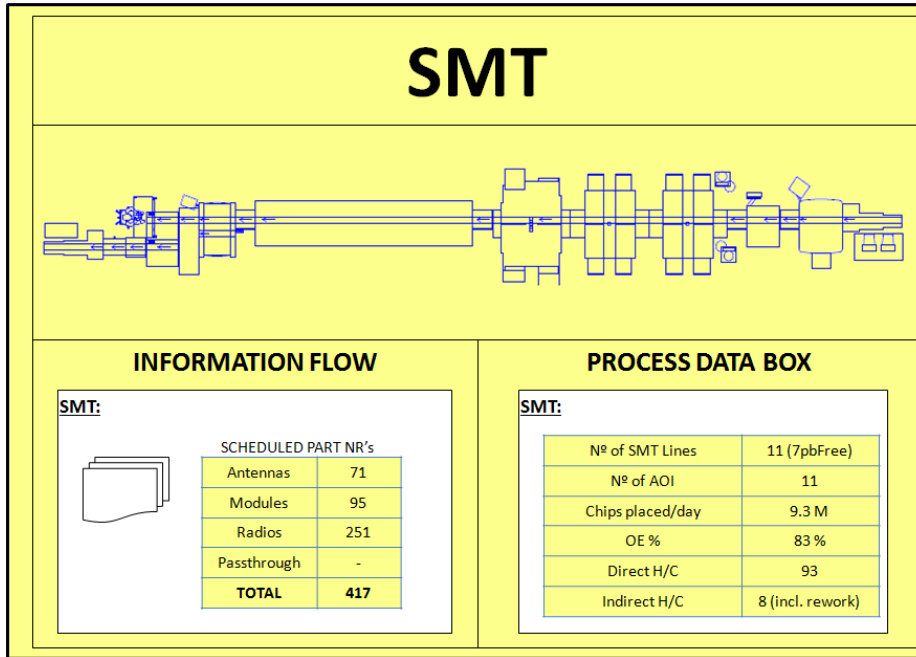 SMT
INFORMATION FLOW
SMT:
SCHEDULED PART NR's
Antennas 71
Modules 95
Radios 251
Passthrough -
TOTAL 417
PROCESS DATA BOX
SMT:
Nº of SMT Lines 11 (7pbFree)
Nº of AOI 11
Chips placed/day 9.3 M
OE % 83 %
Direct H/C 93
Indirect H/C 8 (incl. rework)